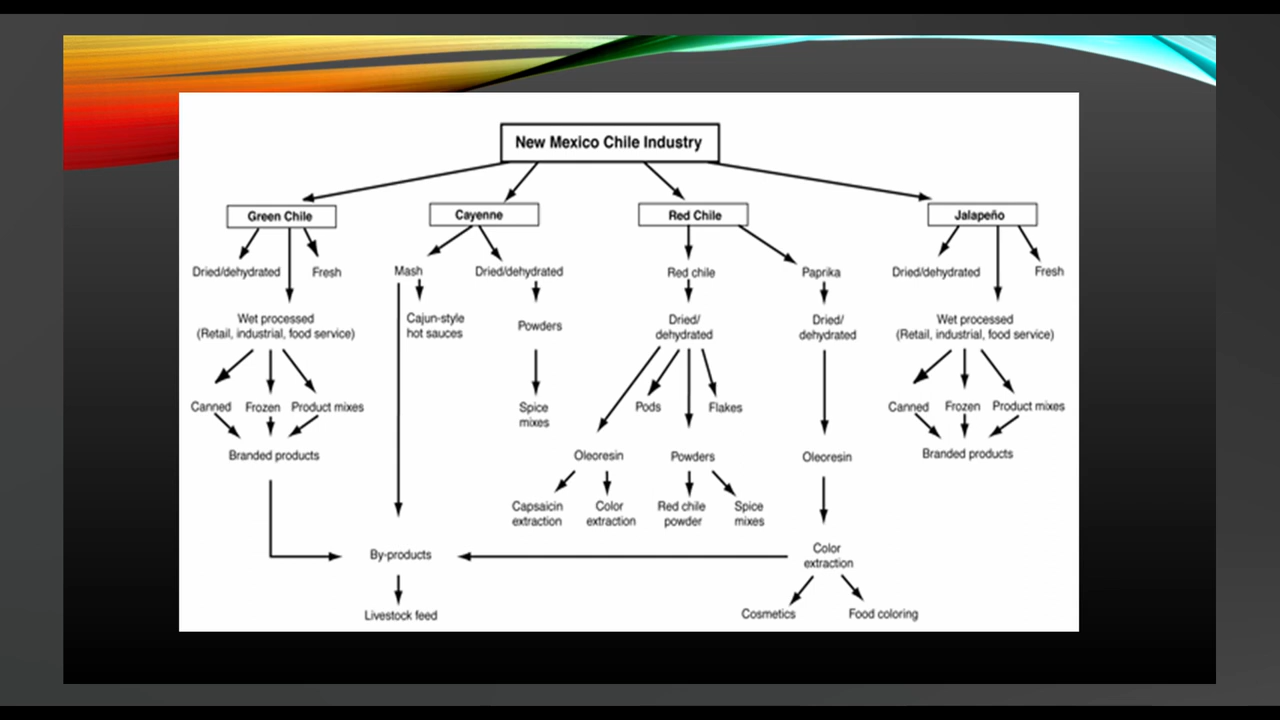 New Mexico Chile Industry
Green Chile
Cayenne
Red Chile
Jalapeño
Dried/dehydrated
Fresh
Mash
Dried/dehydrated
Red chile
Paprika
Dried/dehydrated
Fresh
Wet processed
(Retail, industrial, food service)
Cajun-style
hot sauces
Powders
Dried/
dehydrated
Dried/
dehydrated
Wet processed
(Retail, industrial, food service)
Canned
Frozen
Product mixes
Spice
mixes
Pods
Flakes
Canned
Frozen
Product mixes
Branded products
Oleoresin
Powders
Oleoresin
Branded products
Capsaicin
extraction
Color
extraction
Red chile
powder
Spice
mixes
By-products
Color
extraction
Livestock feed
Cosmetics
Food coloring